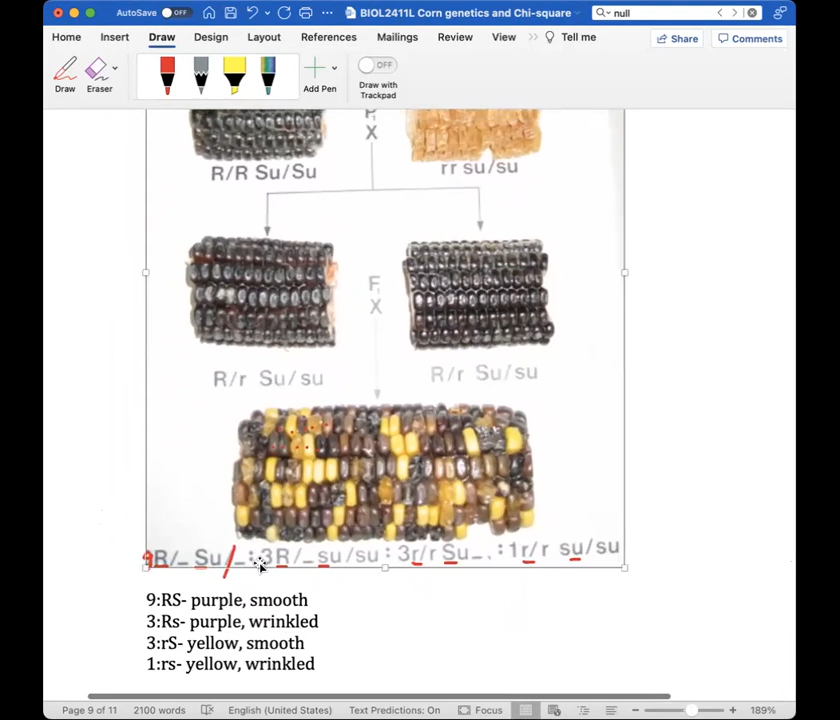 AutoSave OFF BIOL2411L Corn genetics and Chi-square null
Home Insert Draw Design Layout References Mailings Review View Tell me Share Comments
Draw Eraser Add Pen OFF Draw with Trackpad
P₁
X
R/R Su/Su rr su/su
F₁
X
R/r Su/su R/r Su/su
9R/_ Su/_:3R/_su/su:3r/r Su_.:1r/r su/su
9:RS- purple, smooth
3:Rs- purple, wrinkled
3:rS- yellow, smooth
1:rs- yellow, wrinkled
Page 9 of 11 2100 words English (United States) Text Predictions: On Focus 189%